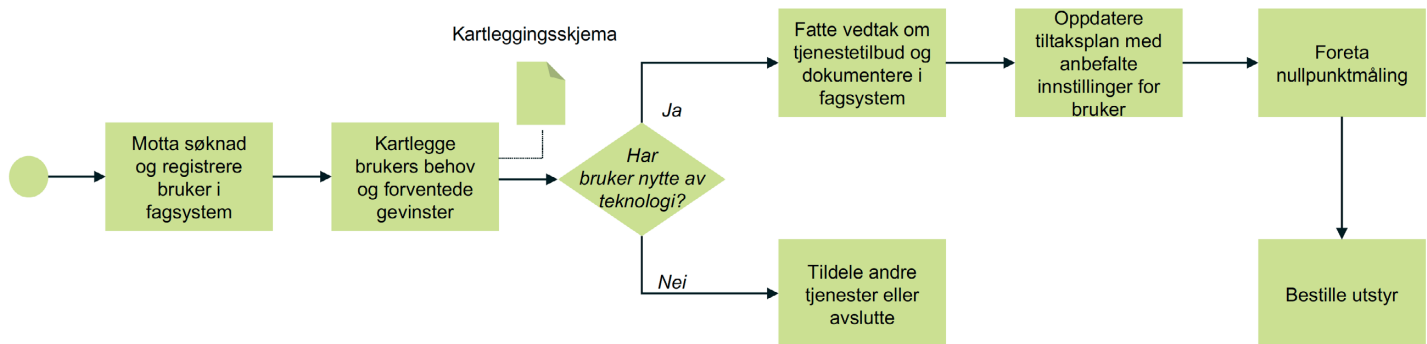 Motta søknad
og registrere
bruker i
fagsystem
Kartlegge
brukers behov
og forventede
gevinster
Kartleggingsskjema
Har
bruker nytte av
teknologi?
Ja
Fatte vedtak om
tjenestetilbud og
dokumentere i
fagsystem
Oppdatere
tiltaksplan med
anbefalte
innstillinger for
bruker
Foreta
nullpunktmåling
Bestille utstyr
Nei
Tildele andre
tjenester eller
avslutte